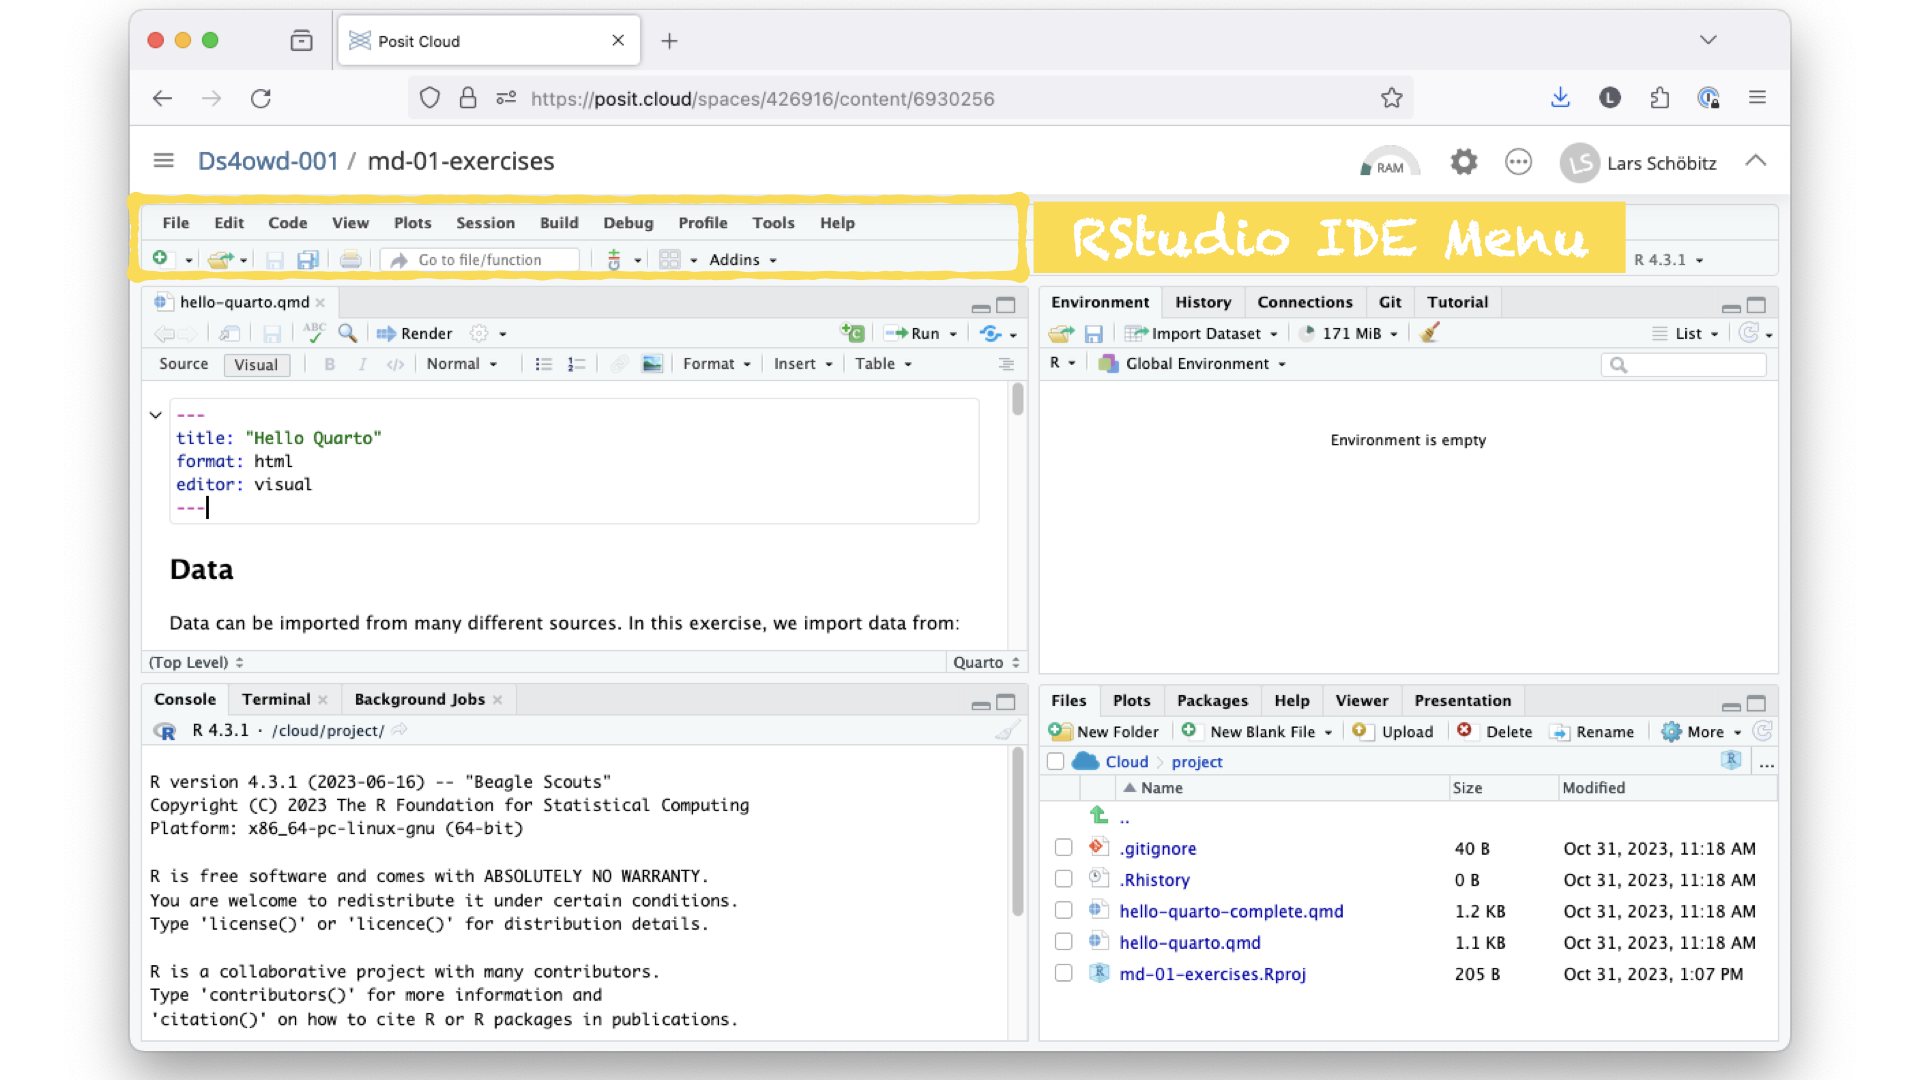 Posit Cloud
https://posit.cloud/spaces/426916/content/6930256
L
Ds4owd-001 / md-01-exercises
RAM
LS Lars Schöbitz
File Edit Code View Plots Session Build Debug Profile Tools Help
RStudio IDE Menu
Go to file/function
Addins
R 4.3.1
hello-quarto.qmd
ABC
Render
Run
Source Visual B I </> Normal Format Insert Table
---
title: "Hello Quarto"
format: html
editor: visual
---
Data
Data can be imported from many different sources. In this exercise, we import data from:
(Top Level) Quarto
Environment History Connections Git Tutorial
Import Dataset 171 MiB List
R Global Environment
Environment is empty
Console Terminal Background Jobs
R 4.3.1 · /cloud/project/
R version 4.3.1 (2023-06-16) -- "Beagle Scouts"
Copyright (C) 2023 The R Foundation for Statistical Computing
Platform: x86_64-pc-linux-gnu (64-bit)
R is free software and comes with ABSOLUTELY NO WARRANTY.
You are welcome to redistribute it under certain conditions.
Type 'license()' or 'licence()' for distribution details.
R is a collaborative project with many contributors.
Type 'contributors()' for more information and
'citation()' on how to cite R or R packages in publications.
Files Plots Packages Help Viewer Presentation
New Folder New Blank File Upload Delete Rename More
Cloud project ...
Name Size Modified
..
.gitignore 40 B Oct 31, 2023, 11:18 AM
.Rhistory 0 B Oct 31, 2023, 11:18 AM
hello-quarto-complete.qmd 1.2 KB Oct 31, 2023, 11:18 AM
hello-quarto.qmd 1.1 KB Oct 31, 2023, 11:18 AM
md-01-exercises.Rproj 205 B Oct 31, 2023, 1:07 PM